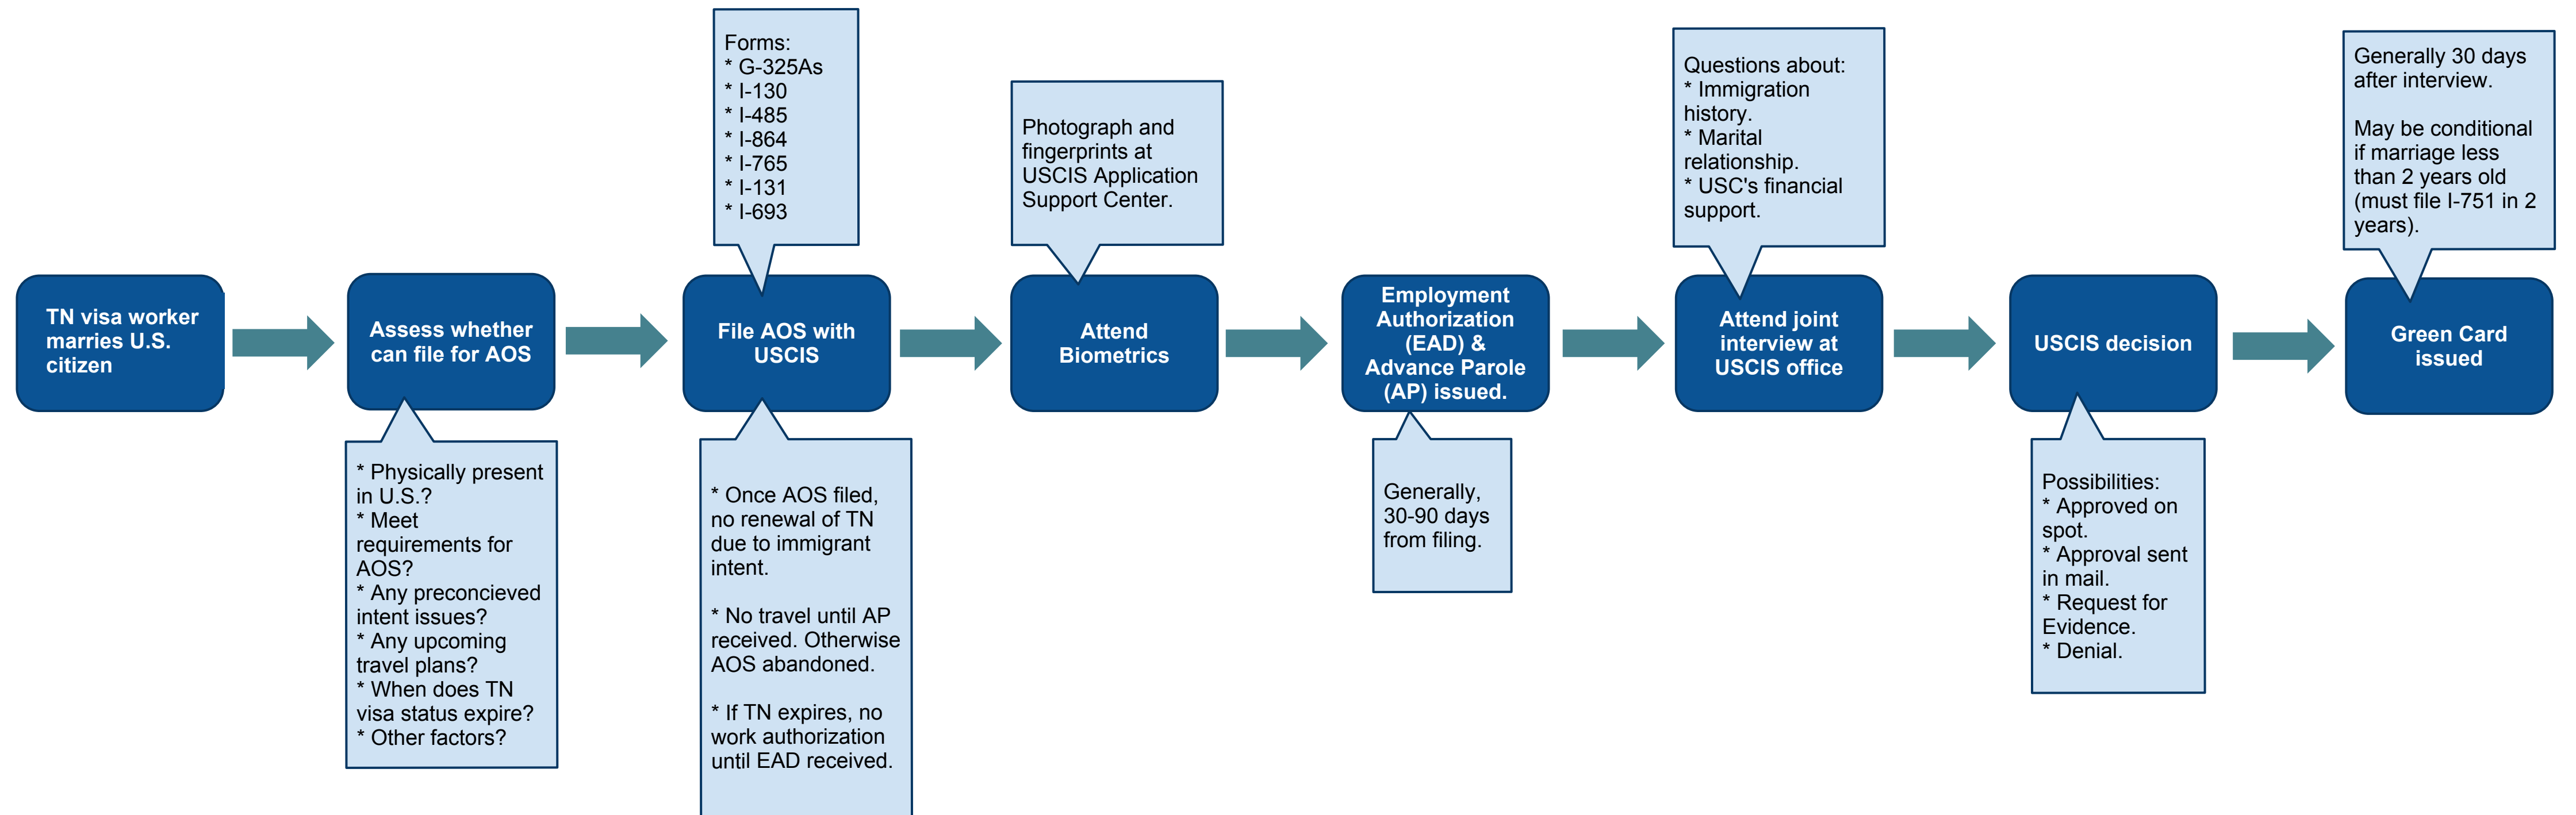 Forms:
* G-325As
* I-130
* I-485
* I-864
* I-765
* I-131
* I-693
Photograph and
fingerprints at
USCIS Application
Support Center.
Questions about:
* Immigration
history.
* Marital
relationship.
* USC's financial
support.
Generally 30 days
after interview.
May be conditional
if marriage less
than 2 years old
(must file I-751 in 2
years).
TN visa worker
marries U.S.
citizen
Assess whether
can file for AOS
File AOS with
USCIS
Attend
Biometrics
Employment
Authorization
(EAD) &
Advance Parole
(AP) issued.
Attend joint
interview at
USCIS office
USCIS decision
Green Card
issued
* Physically present
in U.S.?
* Meet
requirements for
AOS?
* Any preconcieved
intent issues?
* Any upcoming
travel plans?
* When does TN
visa status expire?
* Other factors?
* Once AOS filed,
no renewal of TN
due to immigrant
intent.
* No travel until AP
received. Otherwise
AOS abandoned.
* If TN expires, no
work authorization
until EAD received.
Generally,
30-90 days
from filing.
Possibilities:
* Approved on
spot.
* Approval sent
in mail.
* Request for
Evidence.
* Denial.